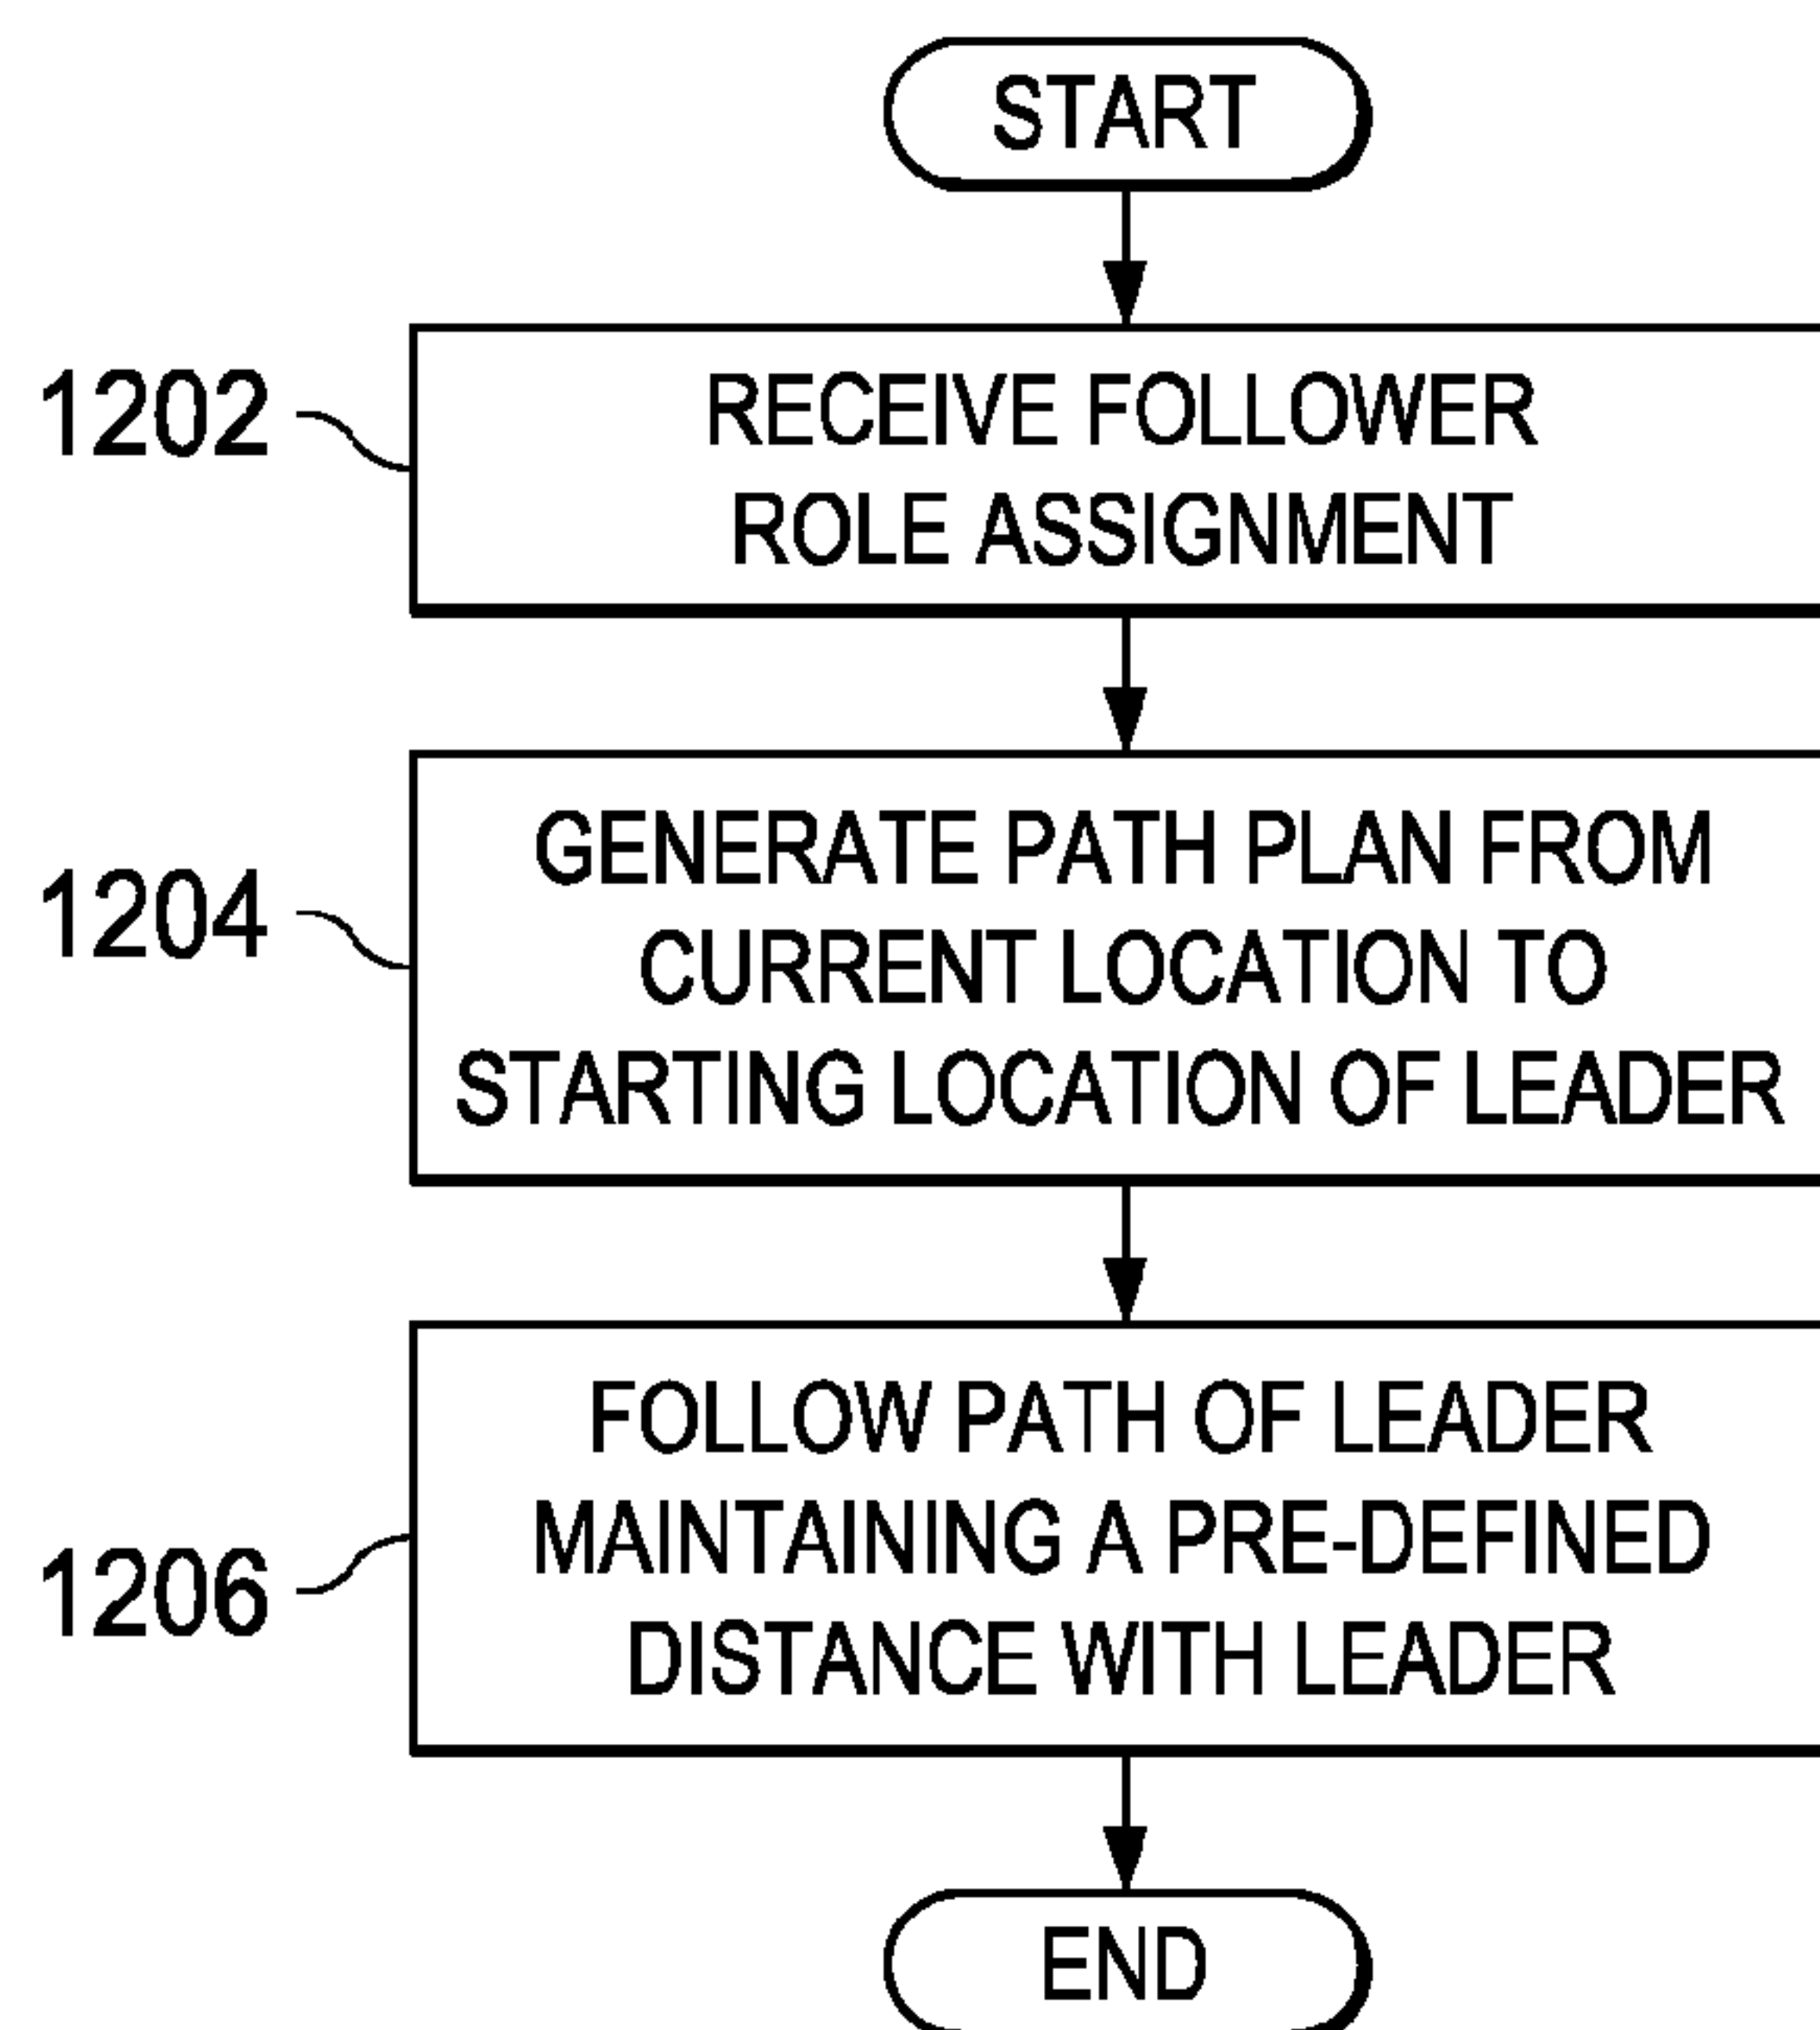 START
1202
RECEIVE FOLLOWER
ROLE ASSIGNMENT
1204
GENERATE PATH PLAN FROM
CURRENT LOCATION TO
STARTING LOCATION OF LEADER
1206
FOLLOW PATH OF LEADER
MAINTAINING A PRE-DEFINED
DISTANCE WITH LEADER
END